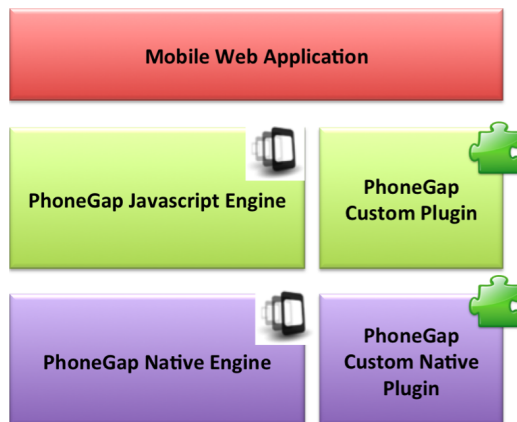 Mobile Web Application
PhoneGap Javascript Engine
PhoneGap
Custom Plugin
PhoneGap Native Engine
PhoneGap
Custom Native
Plugin